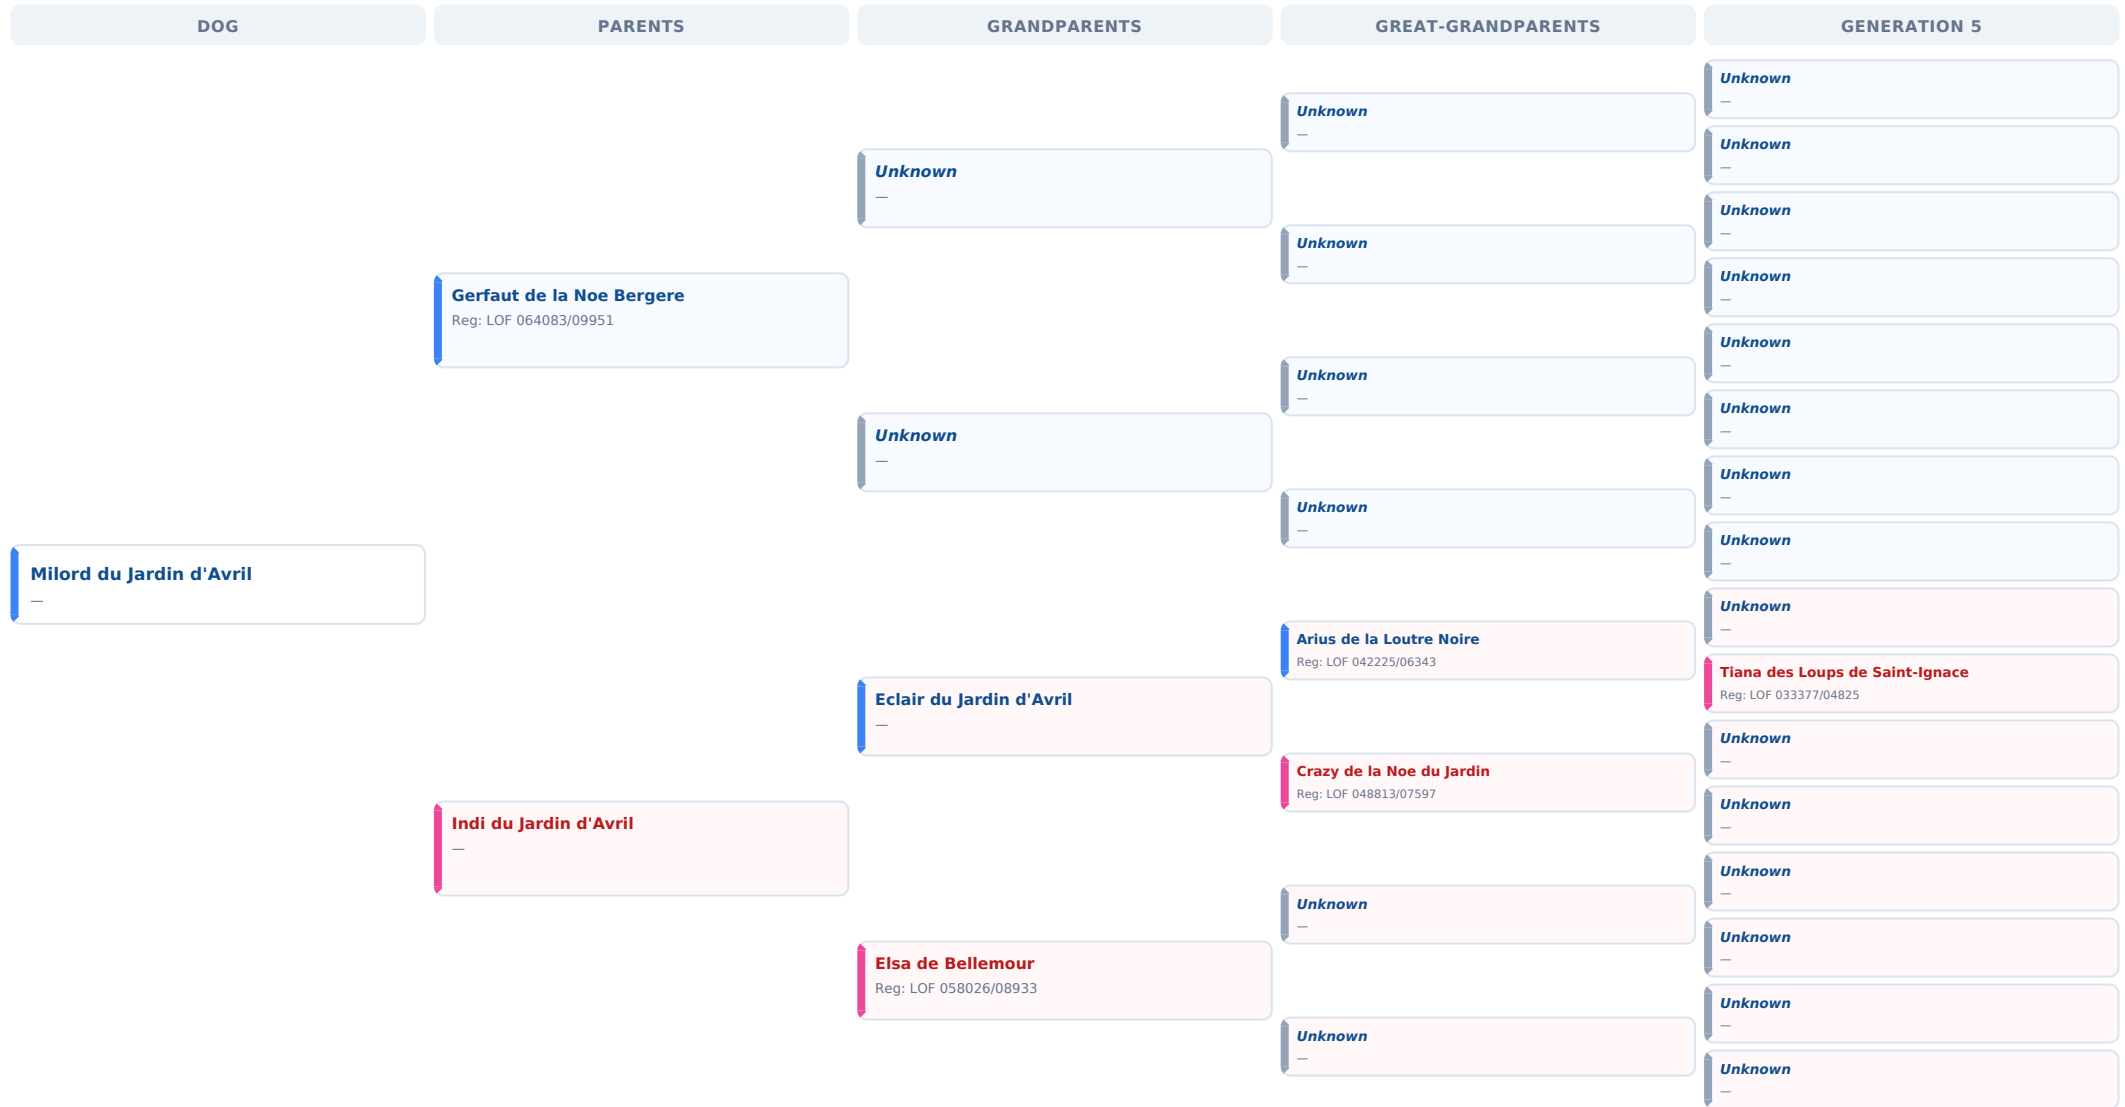 DOG
PARENTS
GRANDPARENTS
GREAT-GRANDPARENTS
GENERATION 5
Milord du Jardin d'Avril
—
Gerfaut de la Noe Bergere
Reg: LOF 064083/09951
Indi du Jardin d'Avril
—
Unknown
—
Unknown
—
Eclair du Jardin d'Avril
—
Elsa de Bellemour
Reg: LOF 058026/08933
Unknown
—
Unknown
—
Unknown
—
Unknown
—
Arius de la Loutre Noire
Reg: LOF 042225/06343
Crazy de la Noe du Jardin
Reg: LOF 048813/07597
Unknown
—
Unknown
—
Unknown
—
Unknown
—
Unknown
—
Unknown
—
Unknown
—
Unknown
—
Unknown
—
Unknown
—
Unknown
—
Tiana des Loups de Saint-Ignace
Reg: LOF 033377/04825
Unknown
—
Unknown
—
Unknown
—
Unknown
—
Unknown
—
Unknown
—